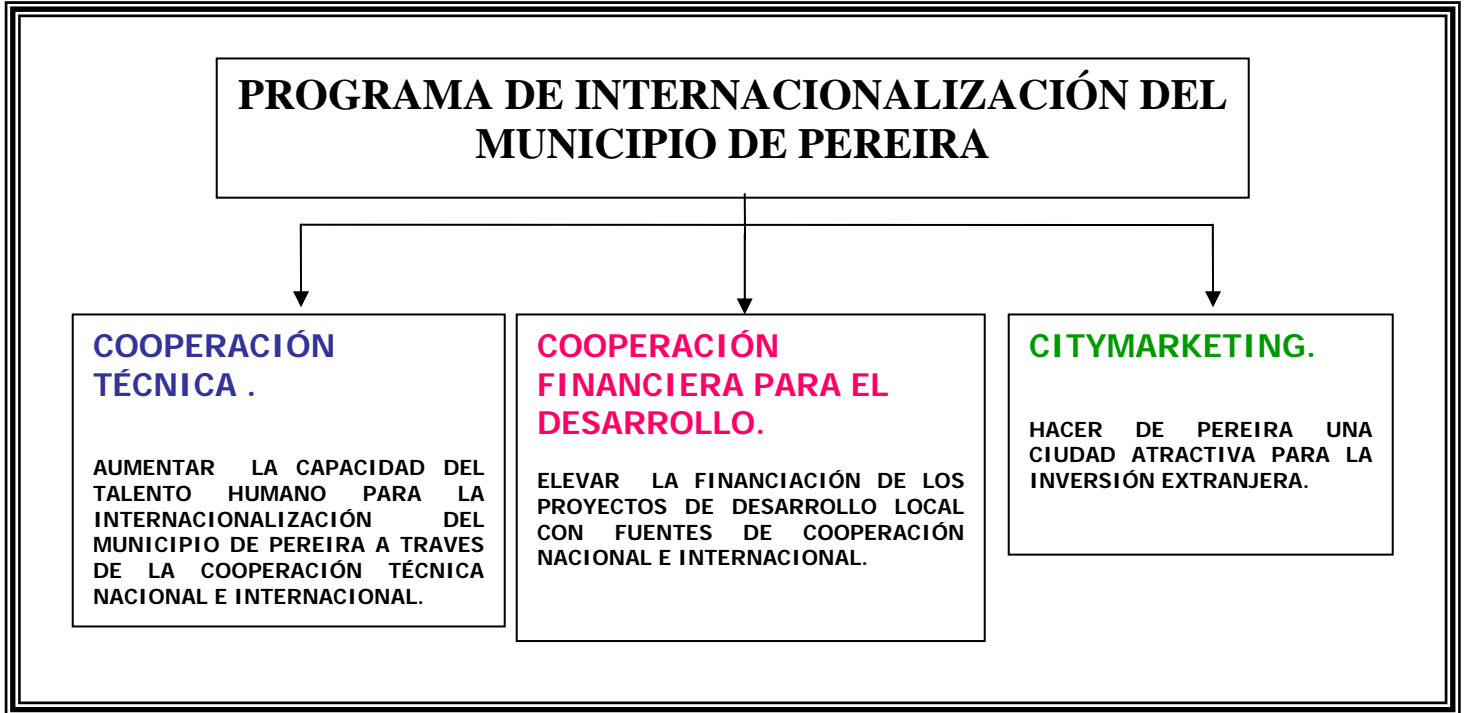 PROGRAMA DE INTERNACIONALIZACIÓN DEL
MUNICIPIO DE PEREIRA
COOPERACIÓN
TÉCNICA .
AUMENTAR LA CAPACIDAD DEL
TALENTO HUMANO PARA LA
INTERNACIONALIZACIÓN DEL
MUNICIPIO DE PEREIRA A TRAVES
DE LA COOPERACIÓN TÉCNICA
NACIONAL E INTERNACIONAL.
COOPERACIÓN
FINANCIERA PARA EL
DESARROLLO.
ELEVAR LA FINANCIACIÓN DE LOS
PROYECTOS DE DESARROLLO LOCAL
CON FUENTES DE COOPERACIÓN
NACIONAL E INTERNACIONAL.
CITYMARKETING.
HACER DE PEREIRA UNA
CIUDAD ATRACTIVA PARA LA
INVERSIÓN EXTRANJERA.